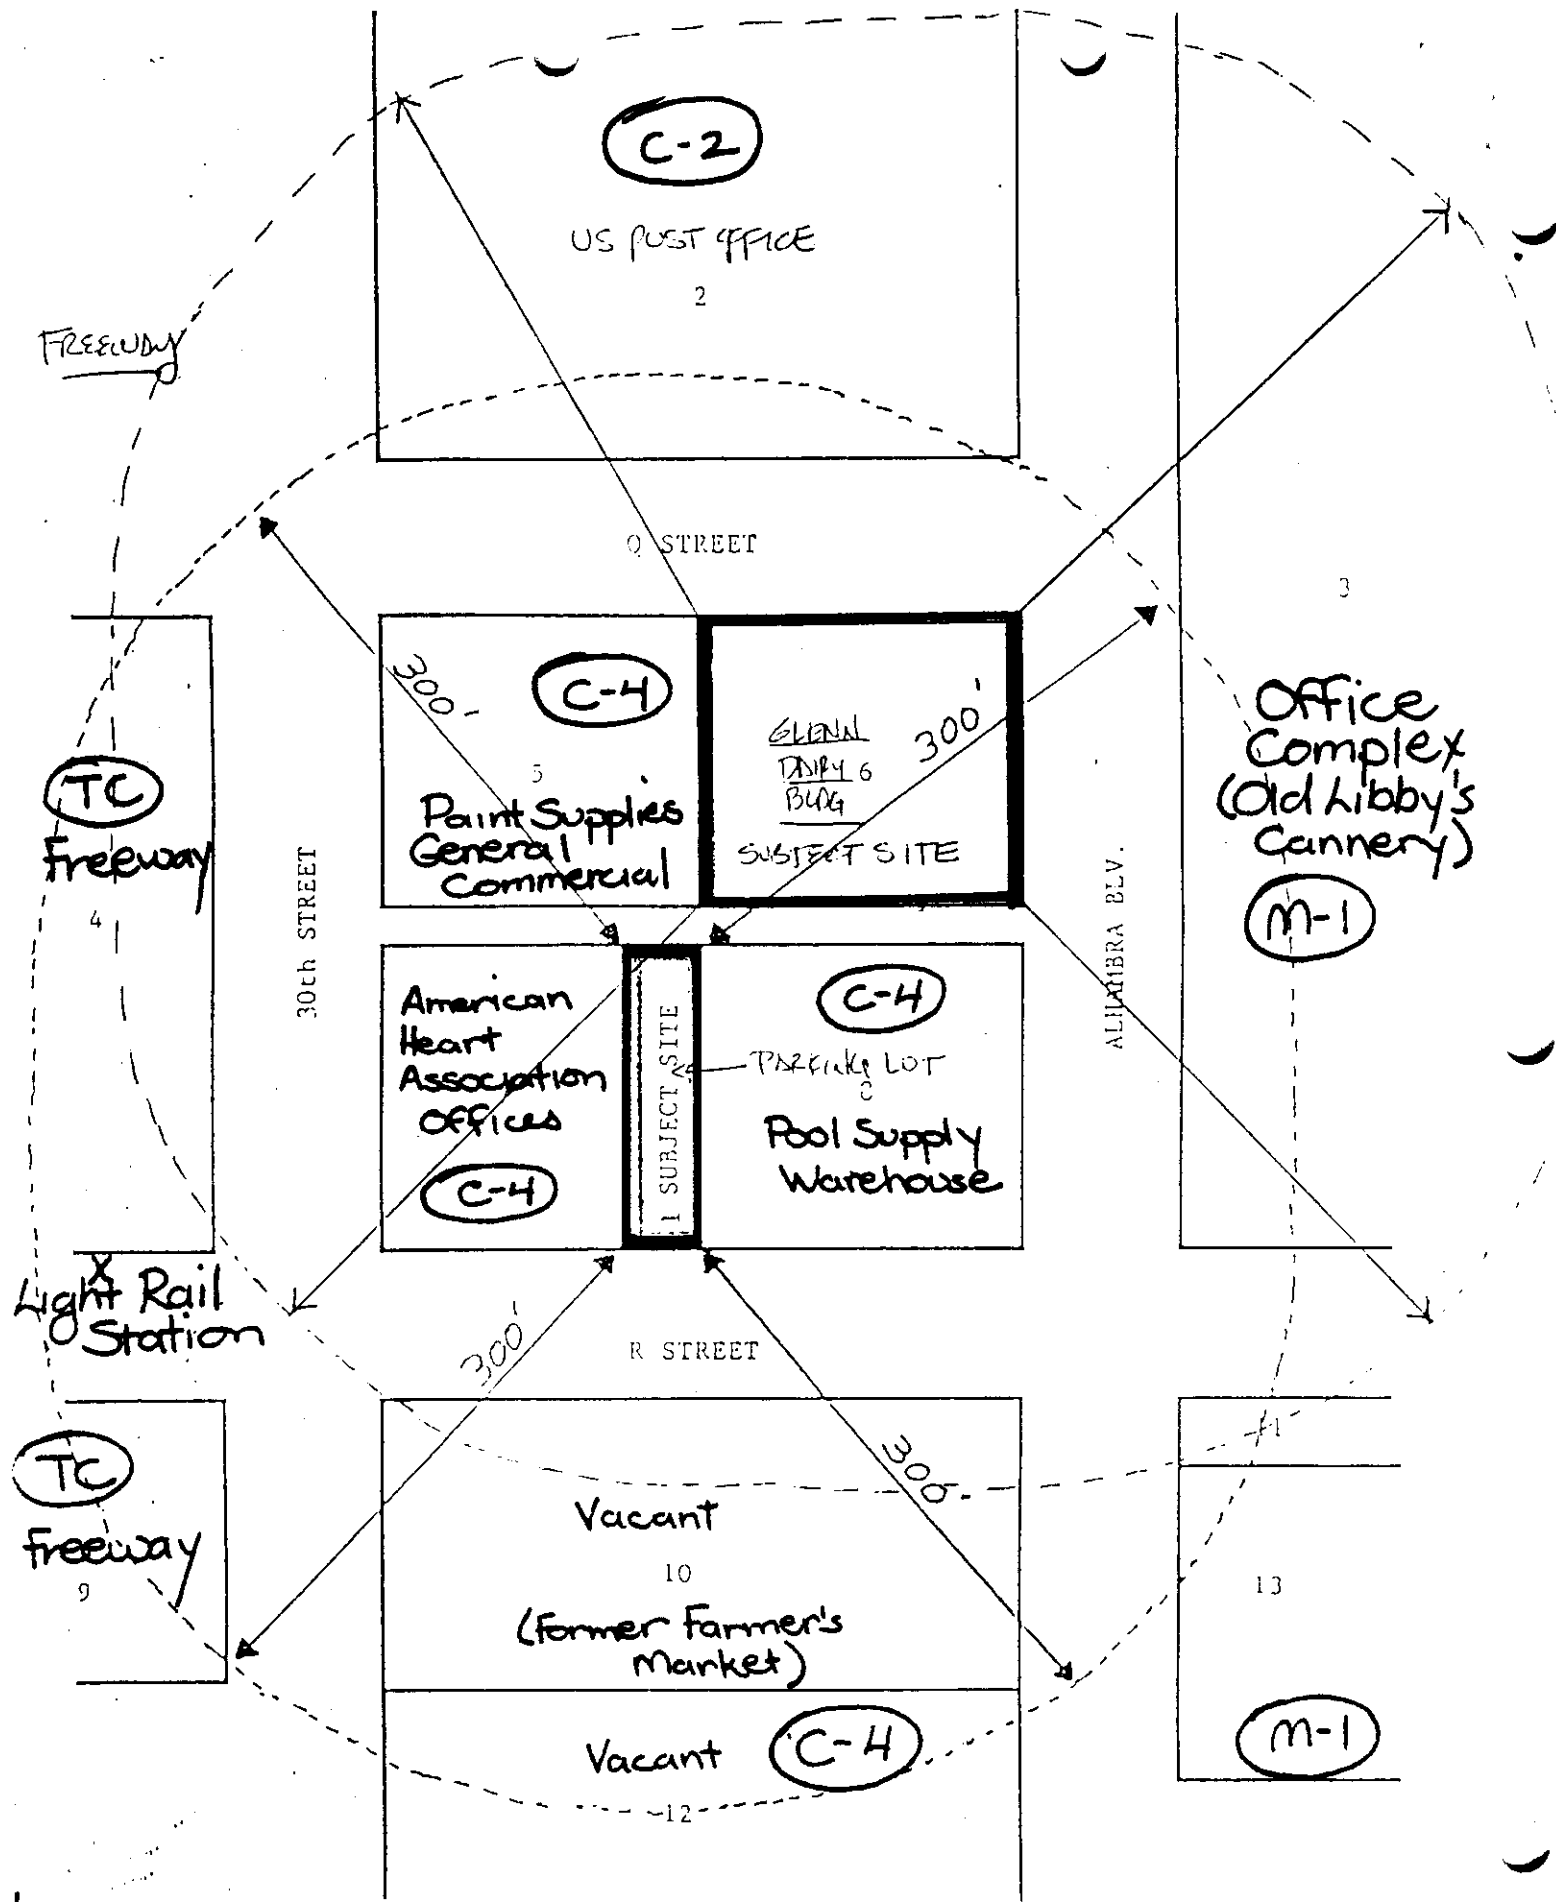 C-2
US POST OFFICE
2
FREEWAY
Q STREET
3
300'
C-4
5
Paint Supplies
General
Commercial
GLENN
DAIRY 6
BLDG
SUBJECT SITE
300'
Office
Complex
(Old Libby's
Cannery)
M-1
TC
Freeway
4
30th STREET
ALHAMBRA BLV.
American
Heart
Association
Offices
C-4
1 SUBJECT SITE
C-4
PARKING LOT
8
Pool Supply
Warehouse
X
Light Rail
Station
300'
R STREET
300'
11
TC
Freeway
9
Vacant
10
(Former Farmer's
Market)
13
M-1
Vacant
C-4
12